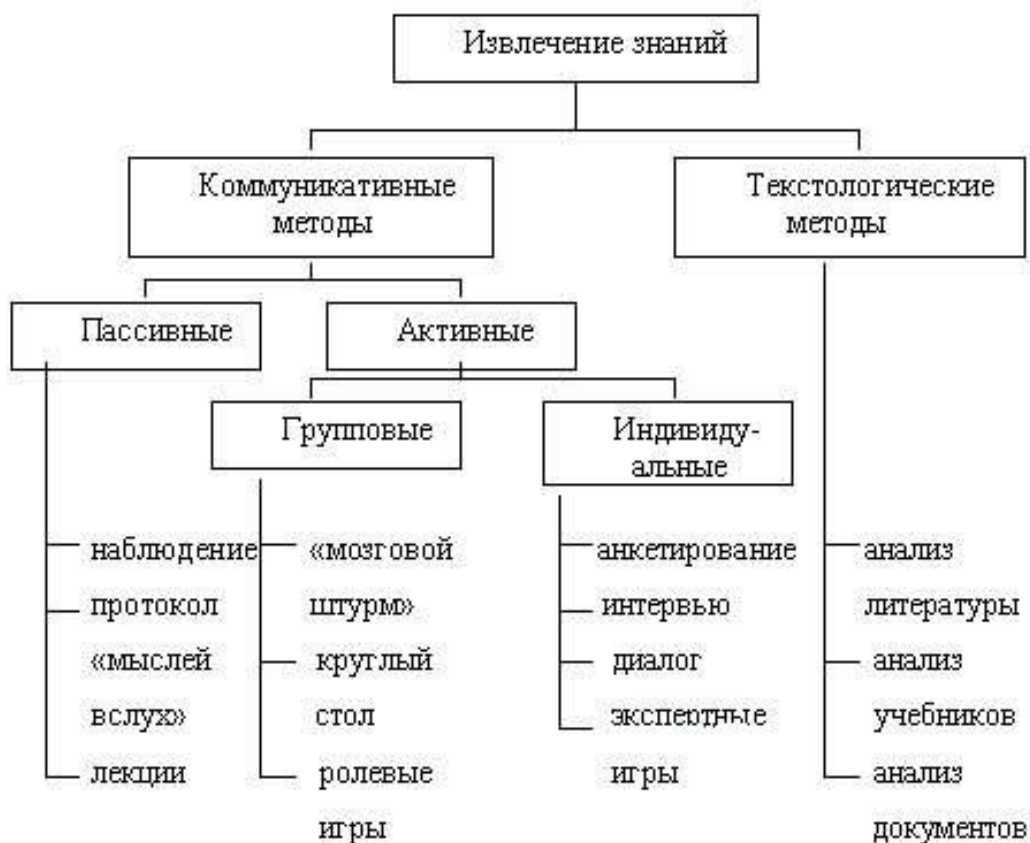 Извлечение знаний
Коммуникативные
методы
Текстологические
методы
Пассивные
Активные
Групповые
Индивиду-
альные
наблюдение
протокол
«мыслей
вслух»
лекции
«мозговой
штурм»
круглый
стол
ролевые
игры
анкетирование
интервью
диалог
экспертные
игры
анализ
литературы
анализ
учебников
анализ
документов